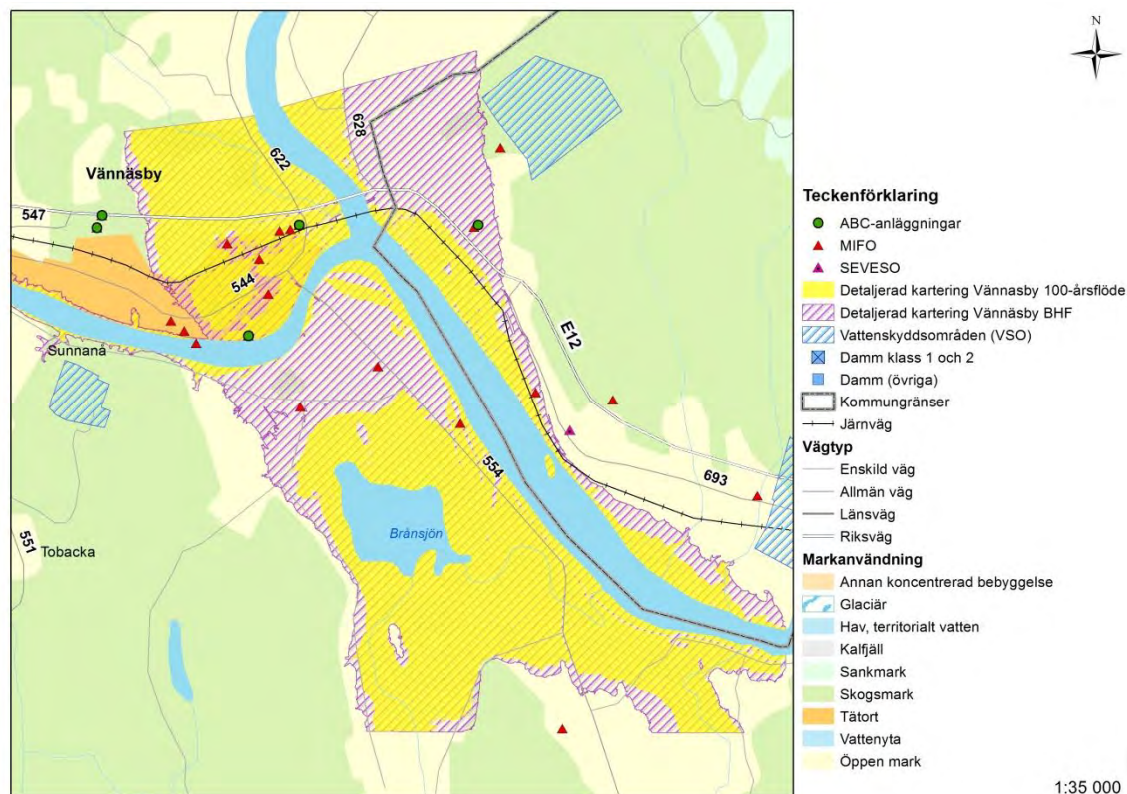 N
628
622
Vännäsby
547
544
E12
Sunnanå
554
693
Brånsjön
551
Tobacka
Teckenförklaring
ABC-anläggningar
MIFO
SEVESO
Detaljerad kartering Vännasby 100-årsflöde
Detaljerad kartering Vännasby BHF
Vattenskyddsområden (VSO)
Damm klass 1 och 2
Damm (övriga)
Kommungränser
Järnväg
Vägtyp
Enskild väg
Allmän väg
Länsväg
Riksväg
Markanvändning
Annan koncentrerad bebyggelse
Glaciär
Hav, territorialt vatten
Kalfjäll
Sankmark
Skogsmark
Tätort
Vattenyta
Öppen mark
1:35 000